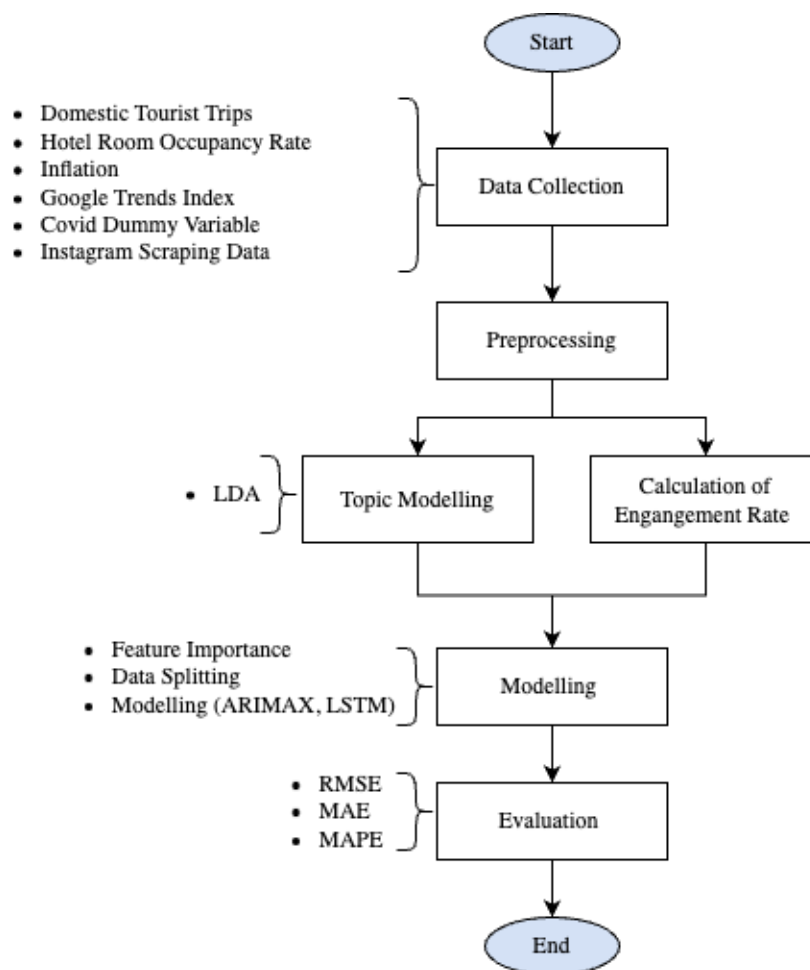 Start
• Domestic Tourist Trips
• Hotel Room Occupancy Rate
• Inflation
• Google Trends Index
• Covid Dummy Variable
• Instagram Scraping Data
Data Collection
Preprocessing
• LDA
Topic Modelling
Calculation of
Engangement Rate
• Feature Importance
• Data Splitting
• Modelling (ARIMAX, LSTM)
Modelling
• RMSE
• MAE
• MAPE
Evaluation
End